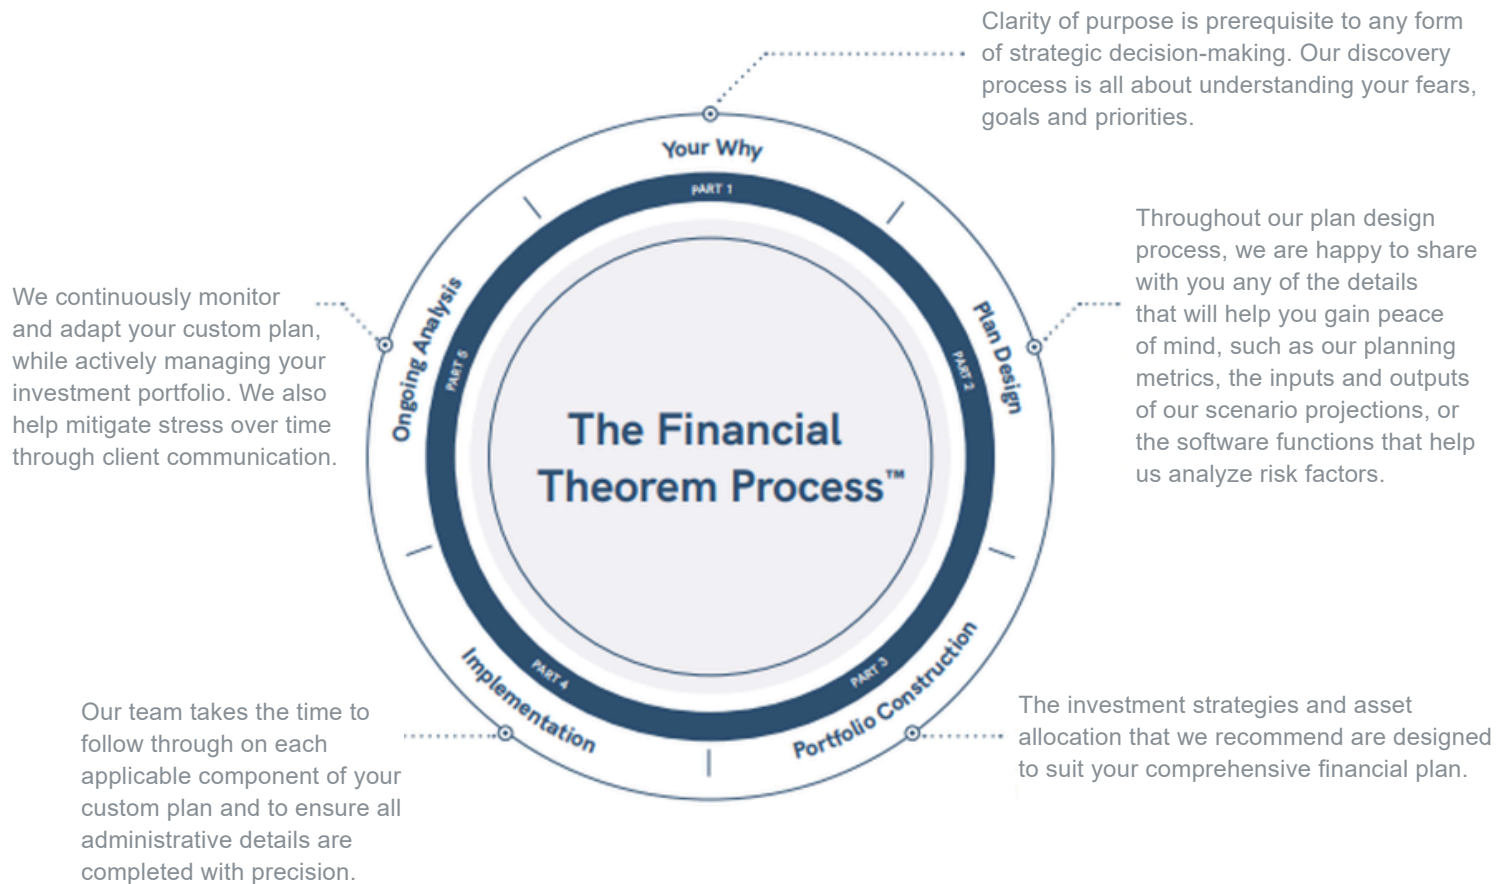 Clarity of purpose is prerequisite to any form
of strategic decision-making. Our discovery
process is all about understanding your fears,
goals and priorities.
Your Why
PART 1
Throughout our plan design
process, we are happy to share
with you any of the details
that will help you gain peace
of mind, such as our planning
metrics, the inputs and outputs
of our scenario projections, or
the software functions that help
us analyze risk factors.
Plan Design
PART 2
The Financial
Theorem Process™
We continuously monitor
and adapt your custom plan,
while actively managing your
investment portfolio. We also
help mitigate stress over time
through client communication.
Ongoing Analysis
PART 5
Portfolio Construction
PART 3
The investment strategies and asset
allocation that we recommend are designed
to suit your comprehensive financial plan.
Implementation
PART 4
Our team takes the time to
follow through on each
applicable component of your
custom plan and to ensure all
administrative details are
completed with precision.